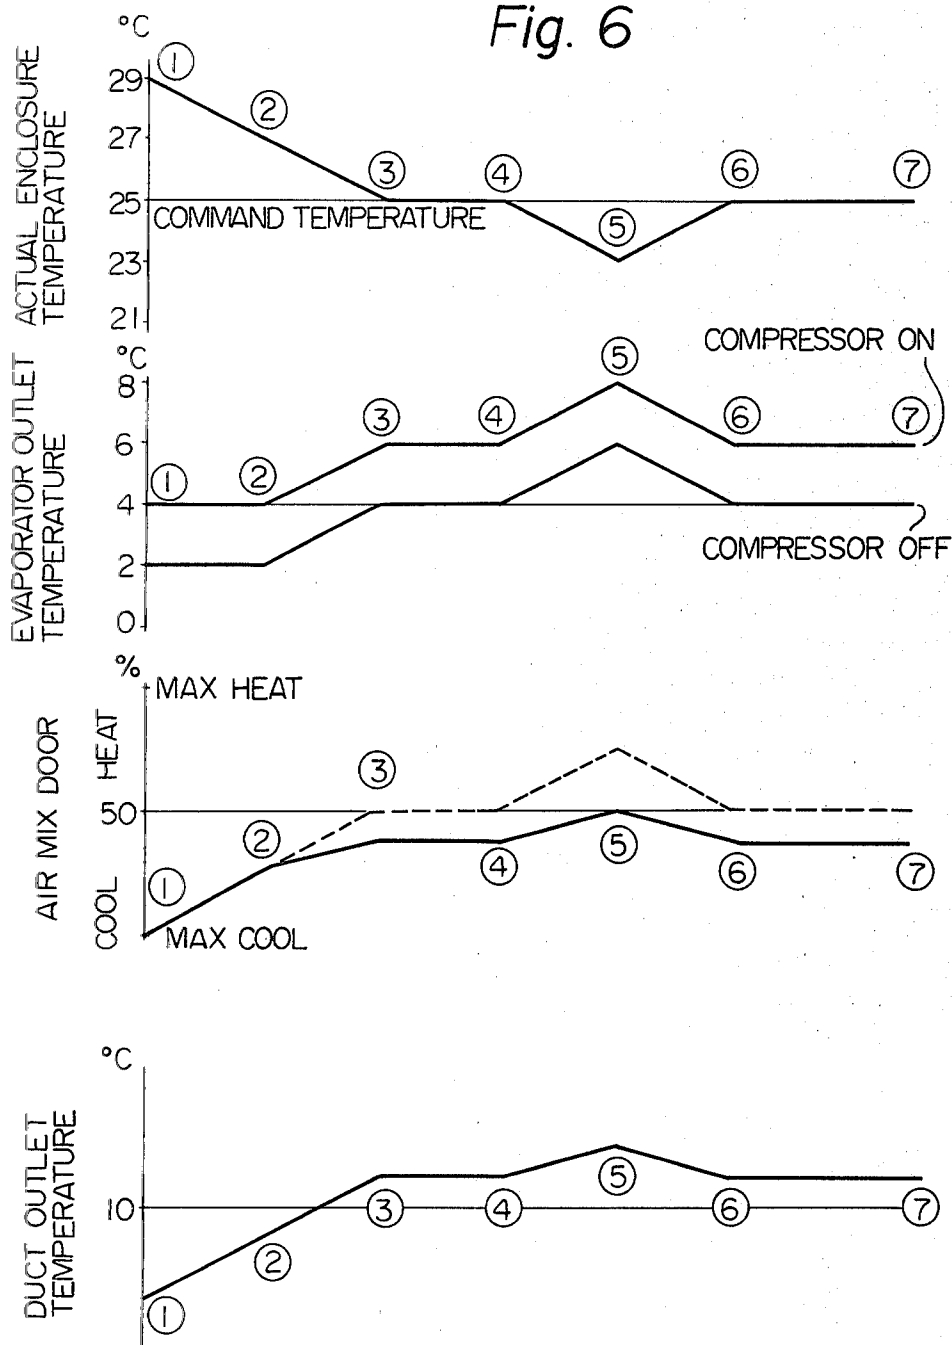 Fig. 6
°C
ACTUAL ENCLOSURE
TEMPERATURE
29
27
25
23
21
① ② ③ ④ ⑤ ⑥ ⑦
COMMAND TEMPERATURE
°C
EVAPORATOR OUTLET
TEMPERATURE
8
6
4
2
0
① ② ③ ④ ⑤ ⑥ ⑦
COMPRESSOR ON
COMPRESSOR OFF
%
AIR MIX DOOR
COOL HEAT
MAX HEAT
50
① ② ③ ④ ⑤ ⑥ ⑦
MAX COOL
°C
DUCT OUTLET
TEMPERATURE
10
① ② ③ ④ ⑤ ⑥ ⑦